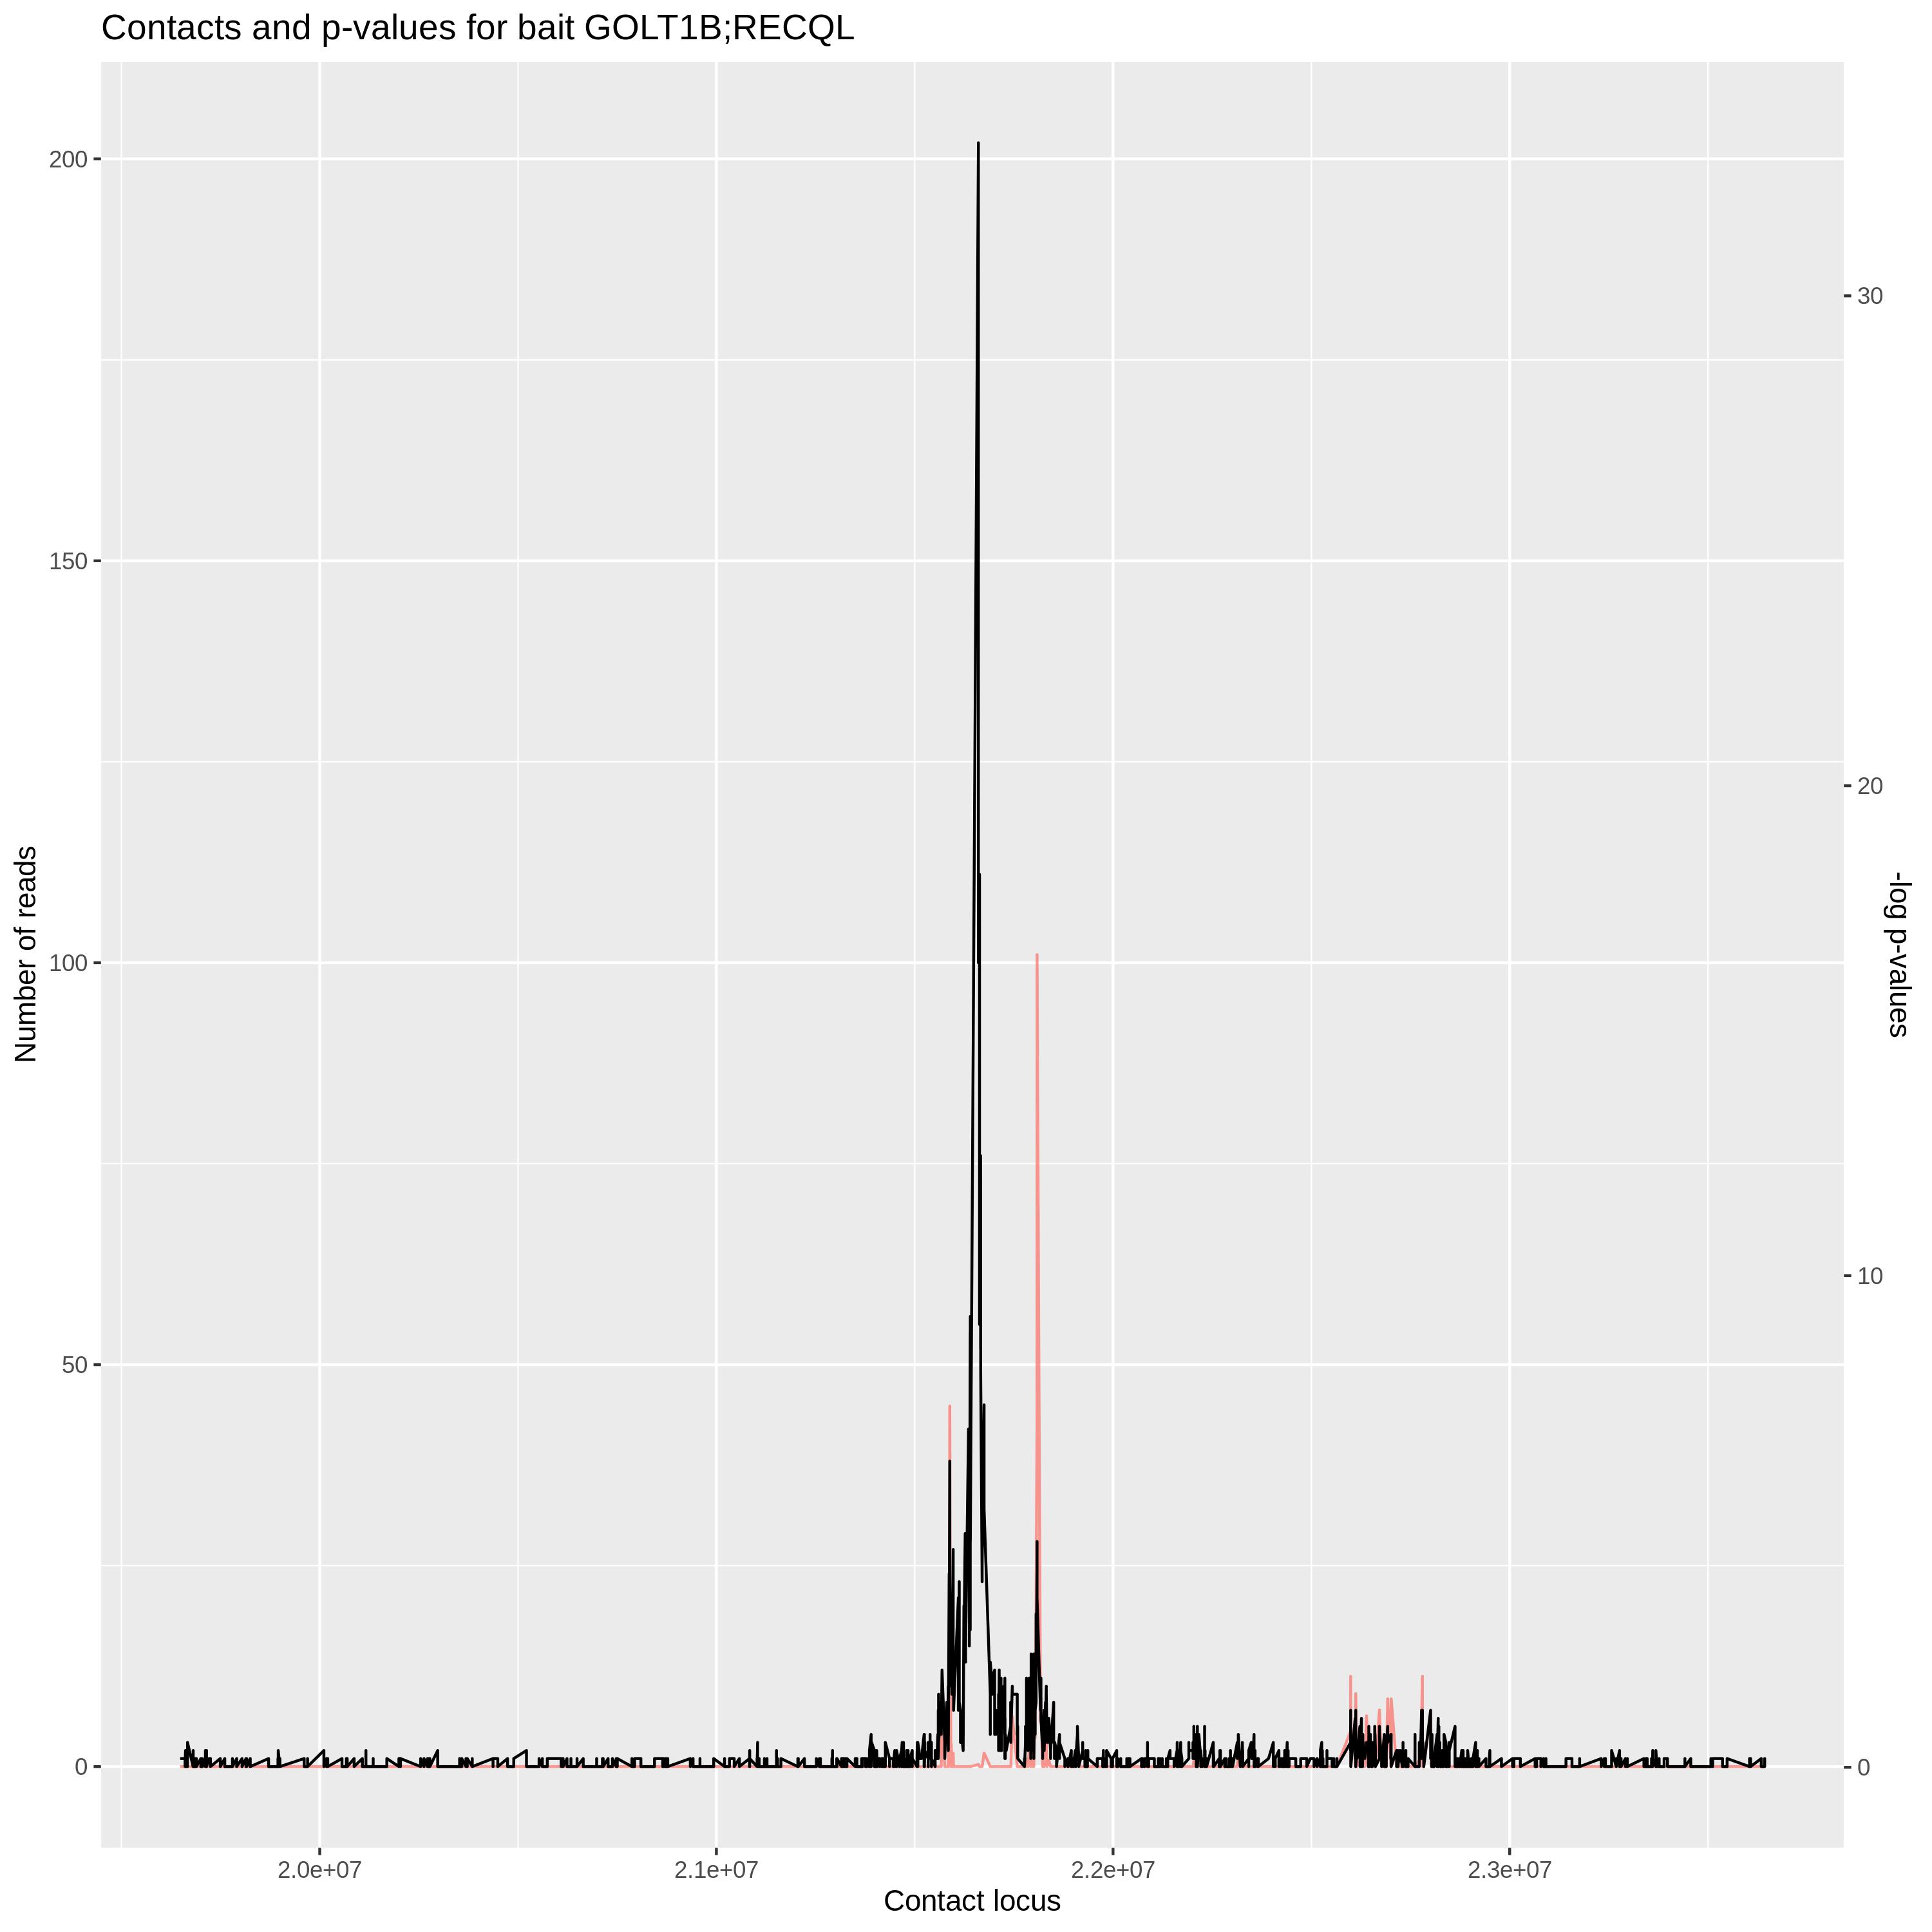 Contacts and p-values for bait GOLT1B;RECQL
Number of reads
200
150
100
50
0
30
20
10
0
-log p-values
2.0e+07
2.1e+07
2.2e+07
2.3e+07
Contact locus